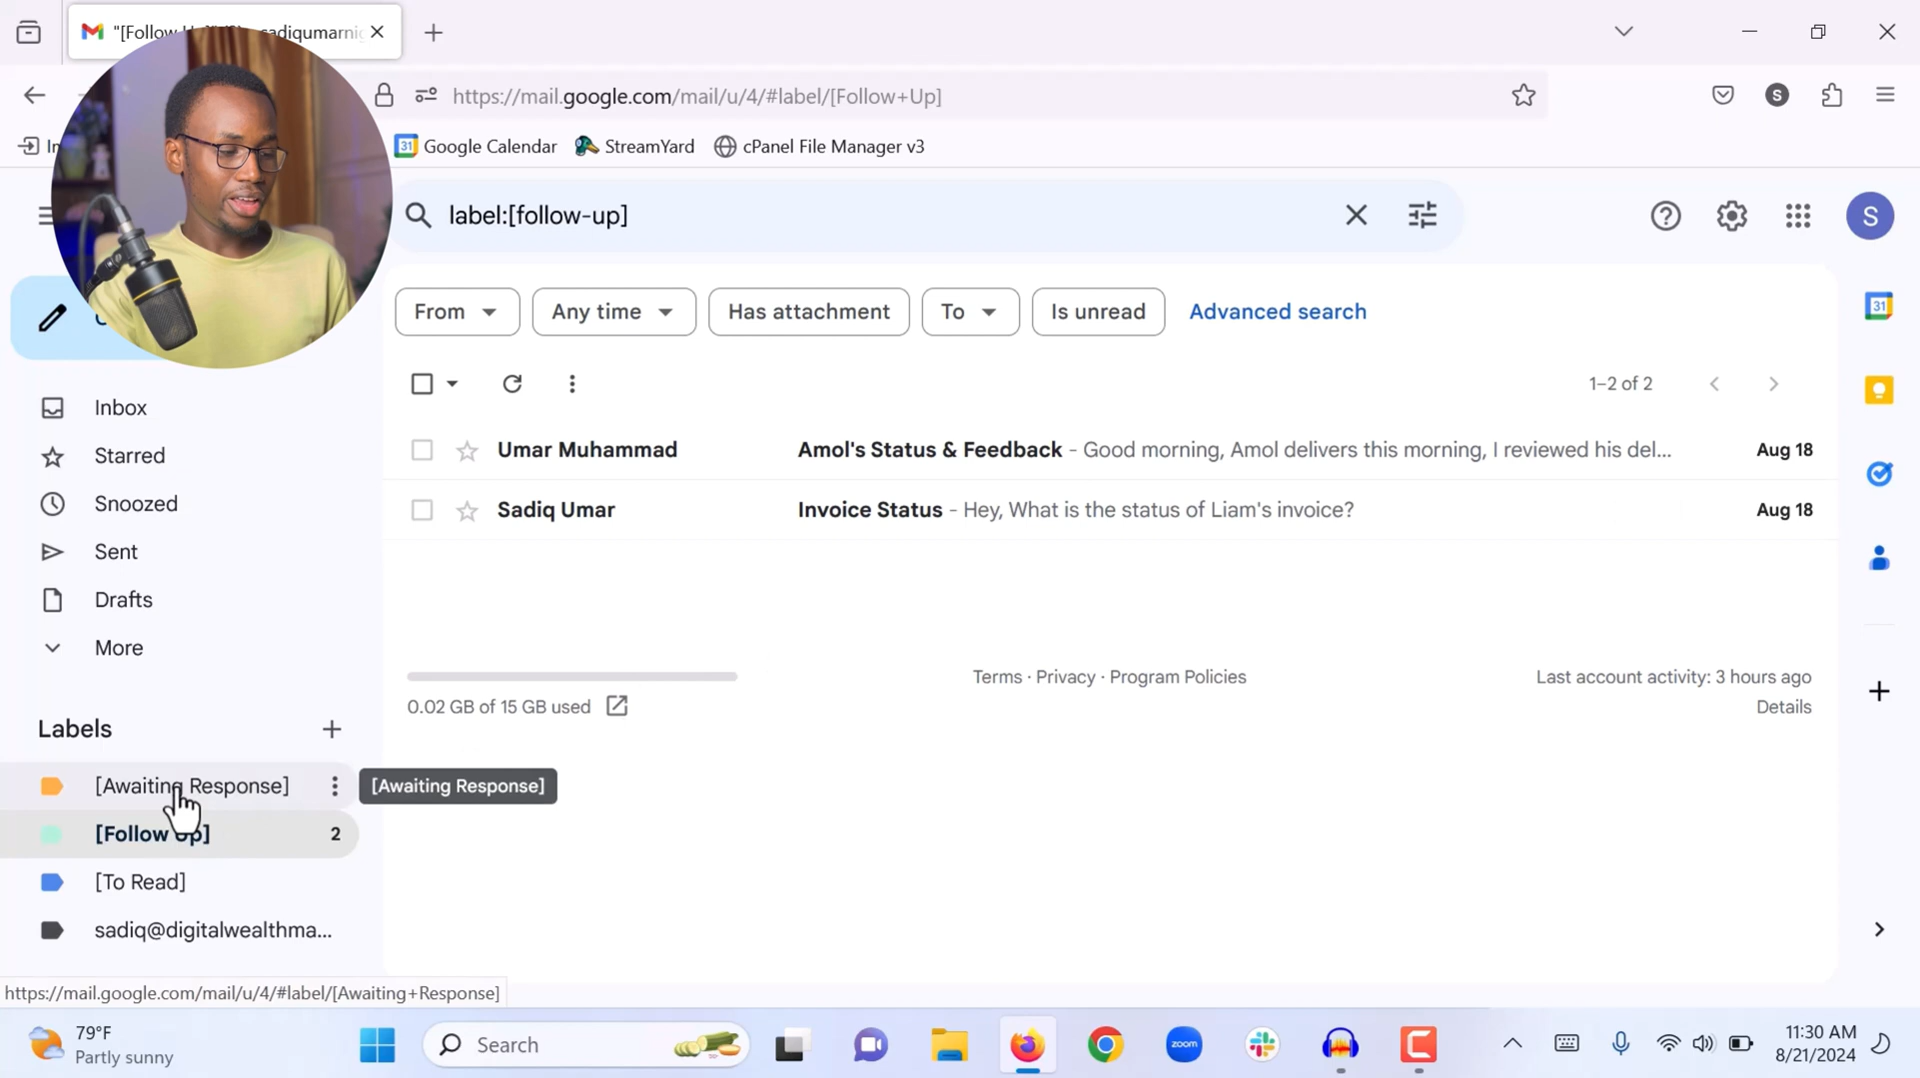 "[Follow
sadiqumarni
https://mail.google.com/mail/u/4/#label/[Follow+Up]
S
31 Google Calendar
StreamYard
cPanel File Manager v3
label:[follow-up]
S
From
Any time
Has attachment
To
Is unread
Advanced search
31
1–2 of 2
Inbox
Starred
Snoozed
Sent
Drafts
More
Umar Muhammad Amol's Status & Feedback - Good morning, Amol delivers this morning, I reviewed his del... Aug 18
Sadiq Umar Invoice Status - Hey, What is the status of Liam's invoice? Aug 18
Terms · Privacy · Program Policies
Last account activity: 3 hours ago
0.02 GB of 15 GB used
Details
Labels
[Awaiting Response]
[Awaiting Response]
[Follow Up] 2
[To Read]
sadiq@digitalwealthma...
https://mail.google.com/mail/u/4/#label/[Awaiting+Response]
79°F
Partly sunny
Search
zoom
11:30 AM
8/21/2024